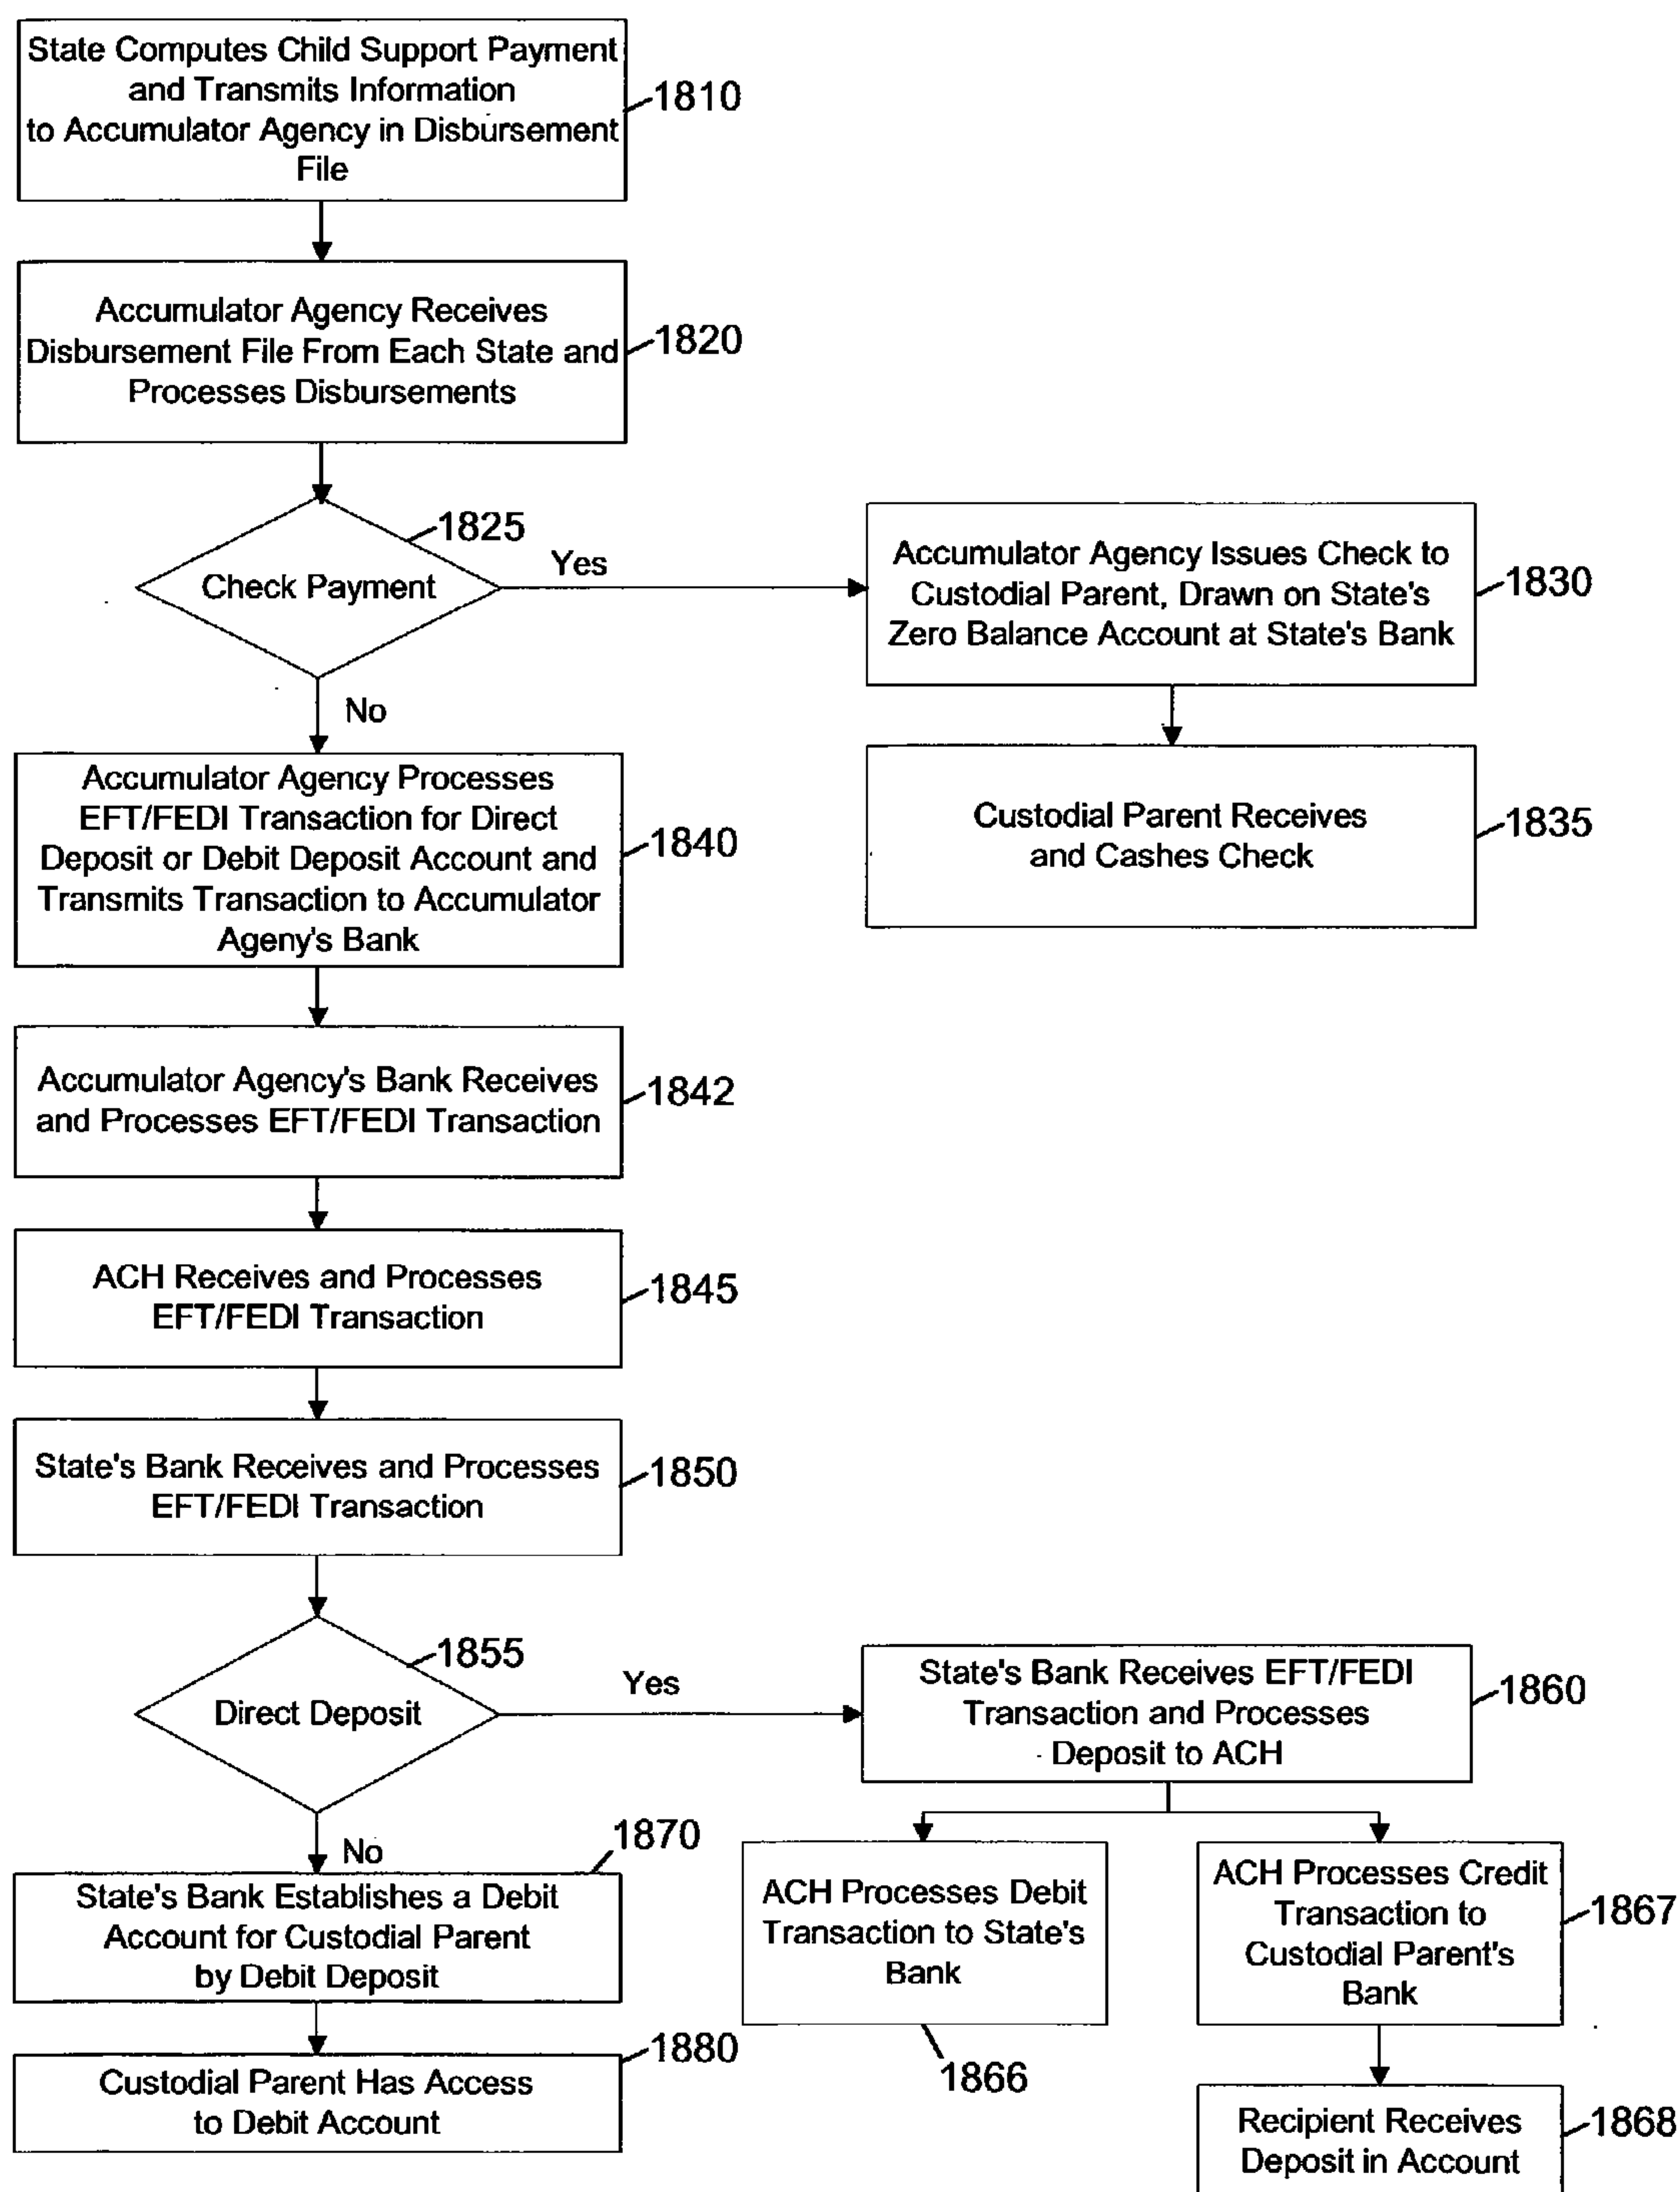 State Computes Child Support Payment
and Transmits Information
to Accumulator Agency in Disbursement
File
1810
Accumulator Agency Receives
Disbursement File From Each State and
Processes Disbursements
1820
1825
Check Payment
Yes
Accumulator Agency Issues Check to
Custodial Parent, Drawn on State's
Zero Balance Account at State's Bank
1830
No
Custodial Parent Receives
and Cashes Check
1835
Accumulator Agency Processes
EFT/FEDI Transaction for Direct
Deposit or Debit Deposit Account and
Transmits Transaction to Accumulator
Ageny's Bank
1840
Accumulator Agency's Bank Receives
and Processes EFT/FEDI Transaction
1842
ACH Receives and Processes
EFT/FEDI Transaction
1845
State's Bank Receives and Processes
EFT/FEDI Transaction
1850
1855
Direct Deposit
Yes
State's Bank Receives EFT/FEDI
Transaction and Processes
Deposit to ACH
1860
No
1870
State's Bank Establishes a Debit
Account for Custodial Parent
by Debit Deposit
ACH Processes Debit
Transaction to State's
Bank
1866
ACH Processes Credit
Transaction to
Custodial Parent's
Bank
1867
Custodial Parent Has Access
to Debit Account
1880
Recipient Receives
Deposit in Account
1868